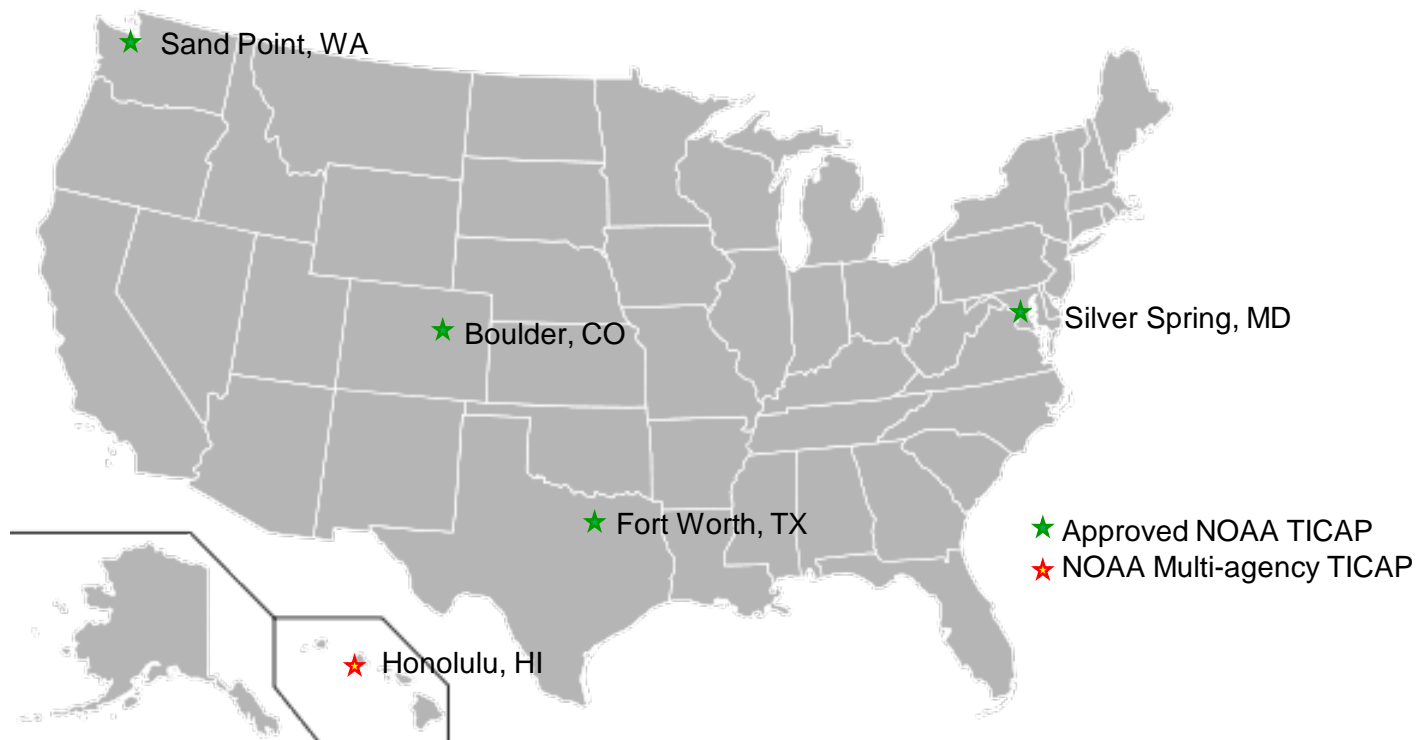 Sand Point, WA
Silver Spring, MD
Boulder, CO
Fort Worth, TX
Approved NOAA TICAP
NOAA Multi-agency TICAP
Honolulu, HI